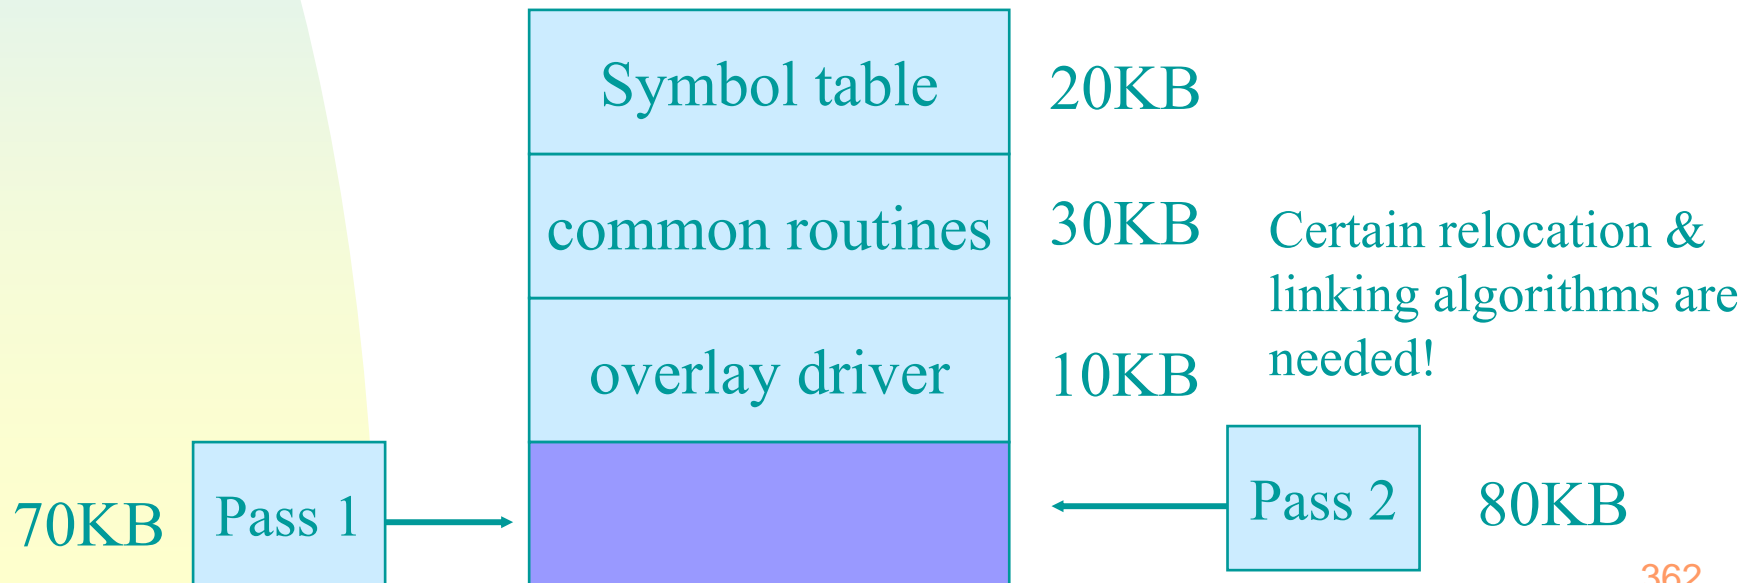 Symbol table
20KB
common routines
30KB
Certain relocation &
linking algorithms are
needed!
overlay driver
10KB
70KB
Pass 1
Pass 2
80KB
362